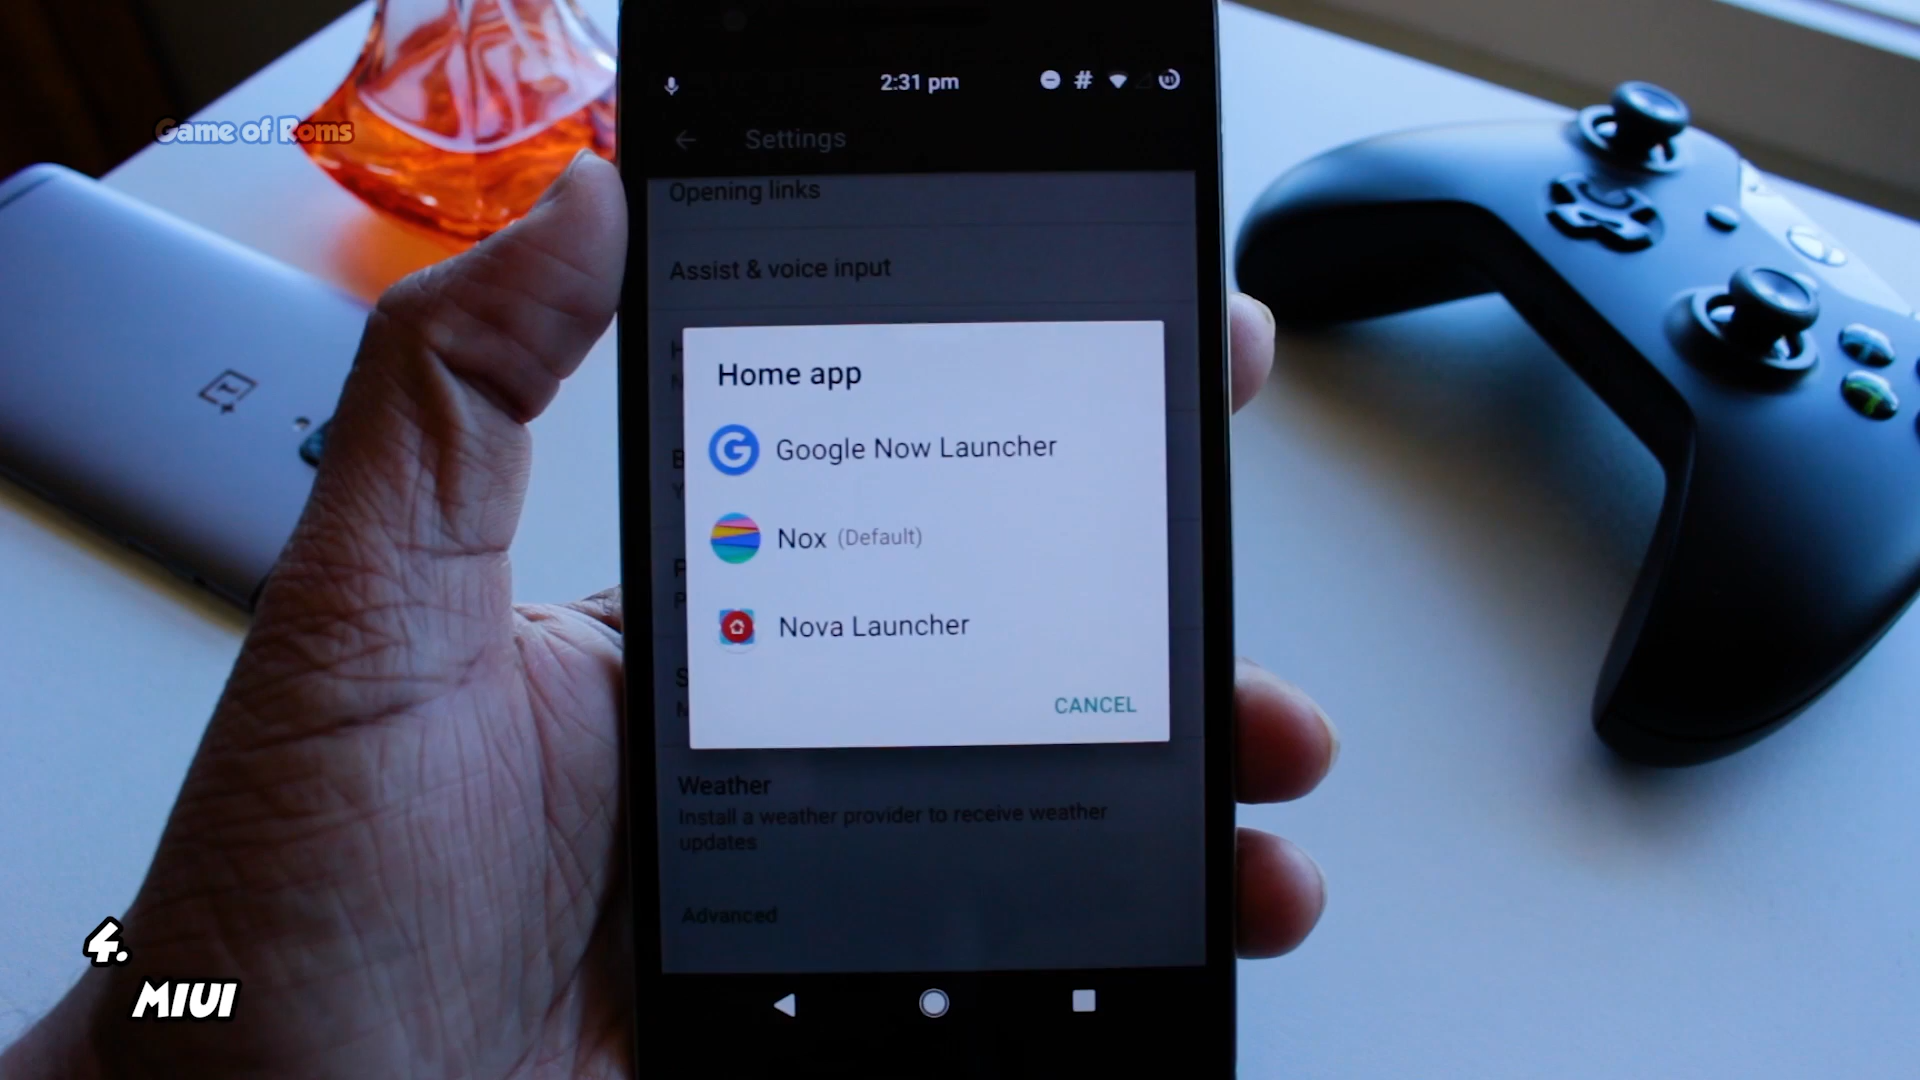 2:31 pm
Game of Roms
Settings
Opening links
Assist & voice input
Home app
Google Now Launcher
Nox (Default)
Nova Launcher
CANCEL
Weather
Install a weather provider to receive weather
updates
Advanced
4.
MIUI